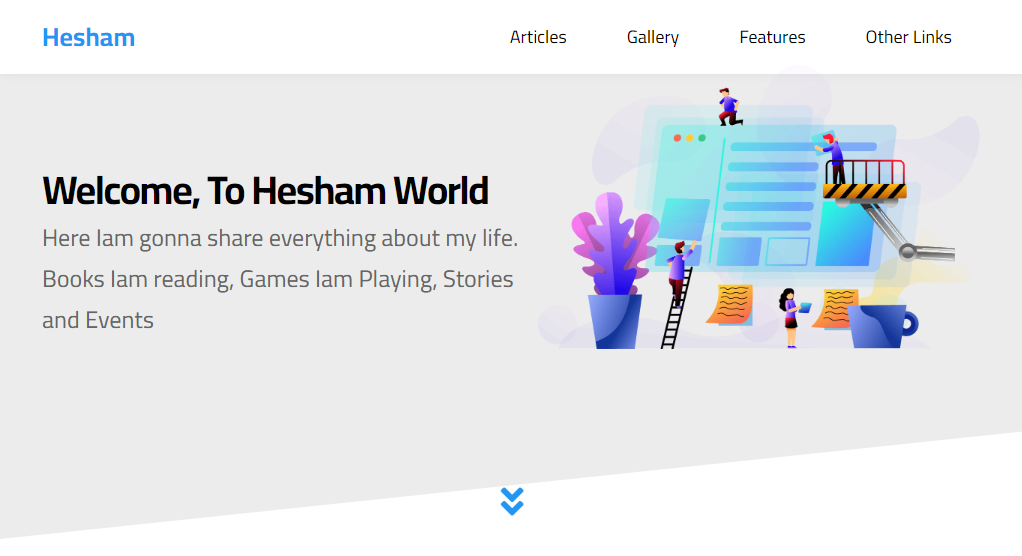 Hesham
Articles
Gallery
Features
Other Links
Welcome, To Hesham World
Here Iam gonna share everything about my life.
Books Iam reading, Games Iam Playing, Stories
and Events